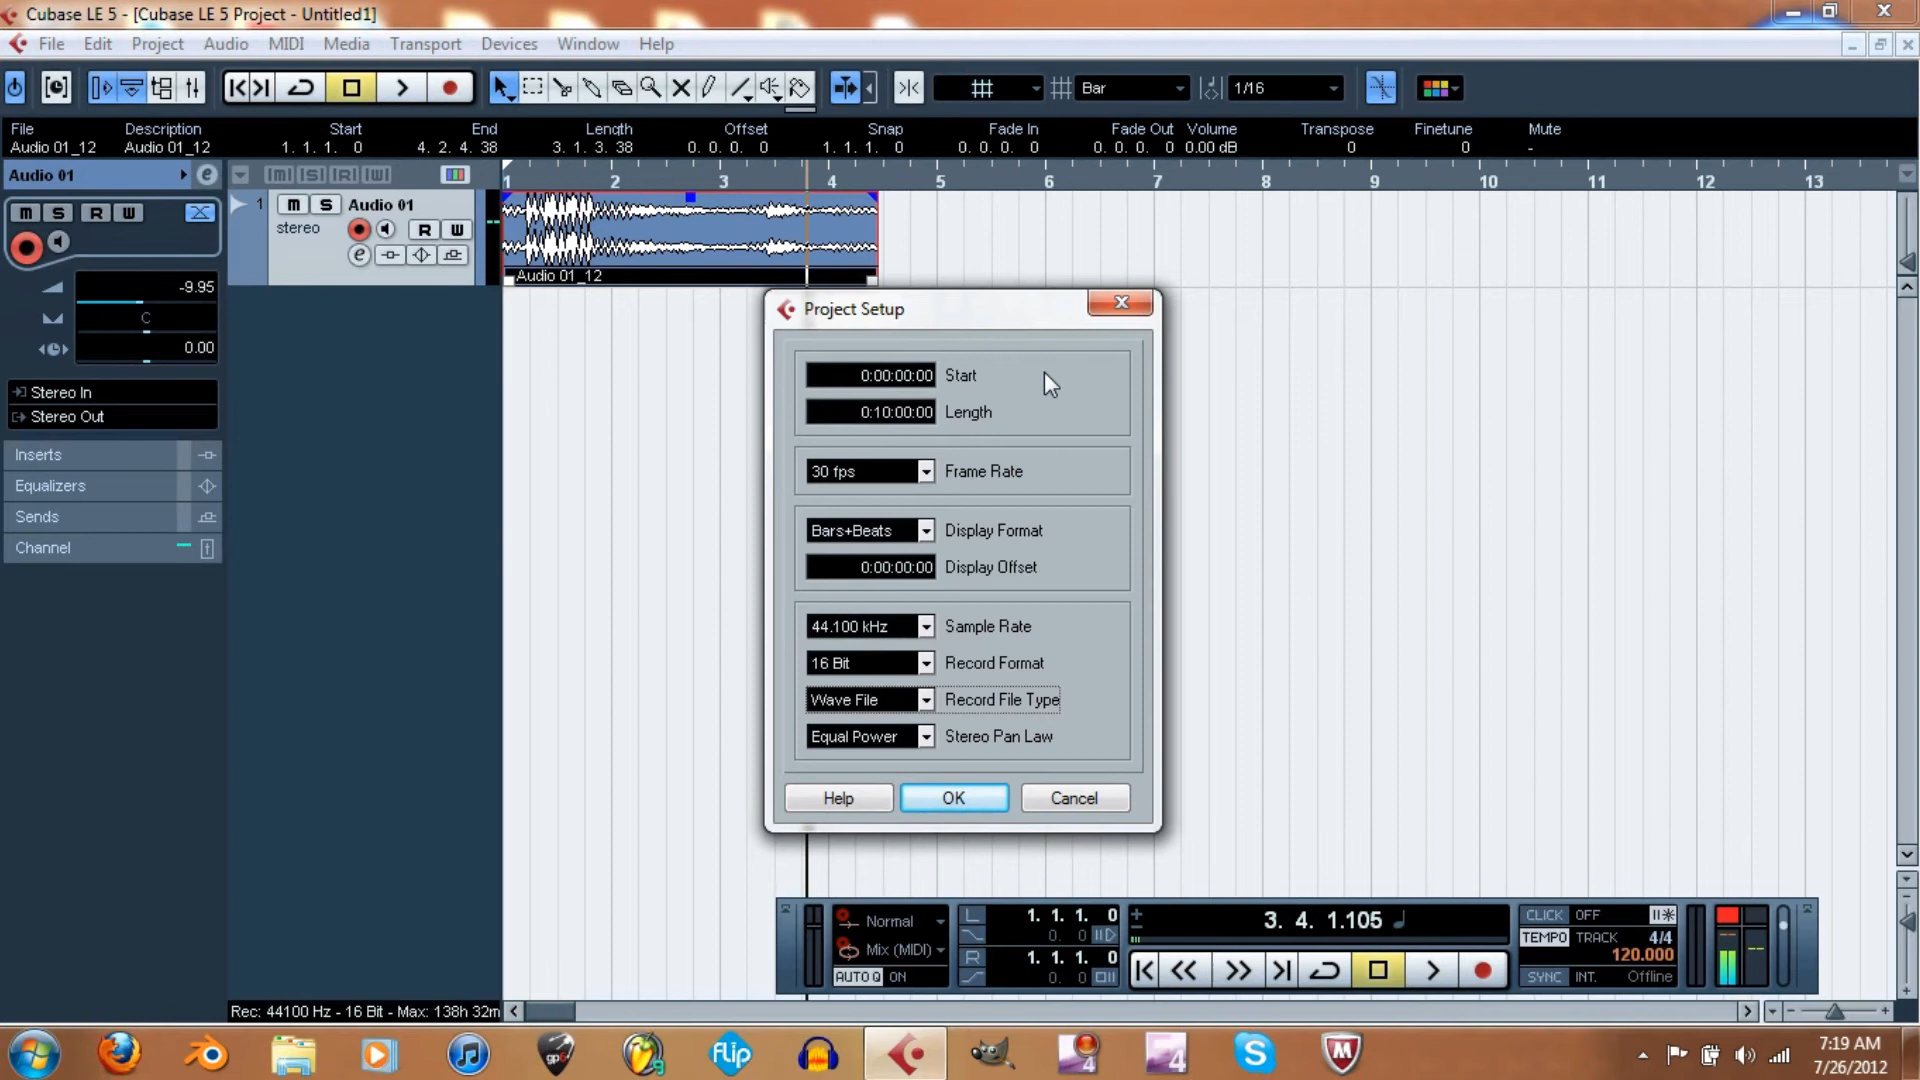 Cubase LE 5 - [Cubase LE 5 Project - Untitled1]
File Edit Project Audio MIDI Media Transport Devices Window Help
Bar 1/16
File Description Start End Length Offset Snap Fade In Fade Out Volume Transpose Finetune Mute
Audio 01_12 Audio 01_12 1. 1. 1. 0 4. 2. 4. 38 3. 1. 3. 38 0. 0. 0. 0 1. 1. 1. 0 0. 0. 0. 0 0. 0. 0. 0 0.00 dB 0 0 -
Audio 01 e M S R W 1 2 3 4 5 6 7 8 9 10 11 12 13
M S R W
1 M S Audio 01
stereo R W
e
Audio 01_12
-9.95
C
0.00
Stereo In
Stereo Out
Inserts
Equalizers
Sends
Channel
Project Setup
0:00:00:00 Start
0:10:00:00 Length
30 fps Frame Rate
Bars+Beats Display Format
0:00:00:00 Display Offset
44.100 kHz Sample Rate
16 Bit Record Format
Wave File Record File Type
Equal Power Stereo Pan Law
Help OK Cancel
Normal L 1. 1. 1. 0 3. 4. 1.105 CLICK OFF
0. 0
Mix (MIDI) R 1. 1. 1. 0 TEMPO TRACK 4/4
120.000
AUTO Q ON 0. 0 SYNC INT. Offline
Rec: 44100 Hz - 16 Bit - Max: 138h 32m
gp6 flip 4 4 S M
7:19 AM
7/26/2012